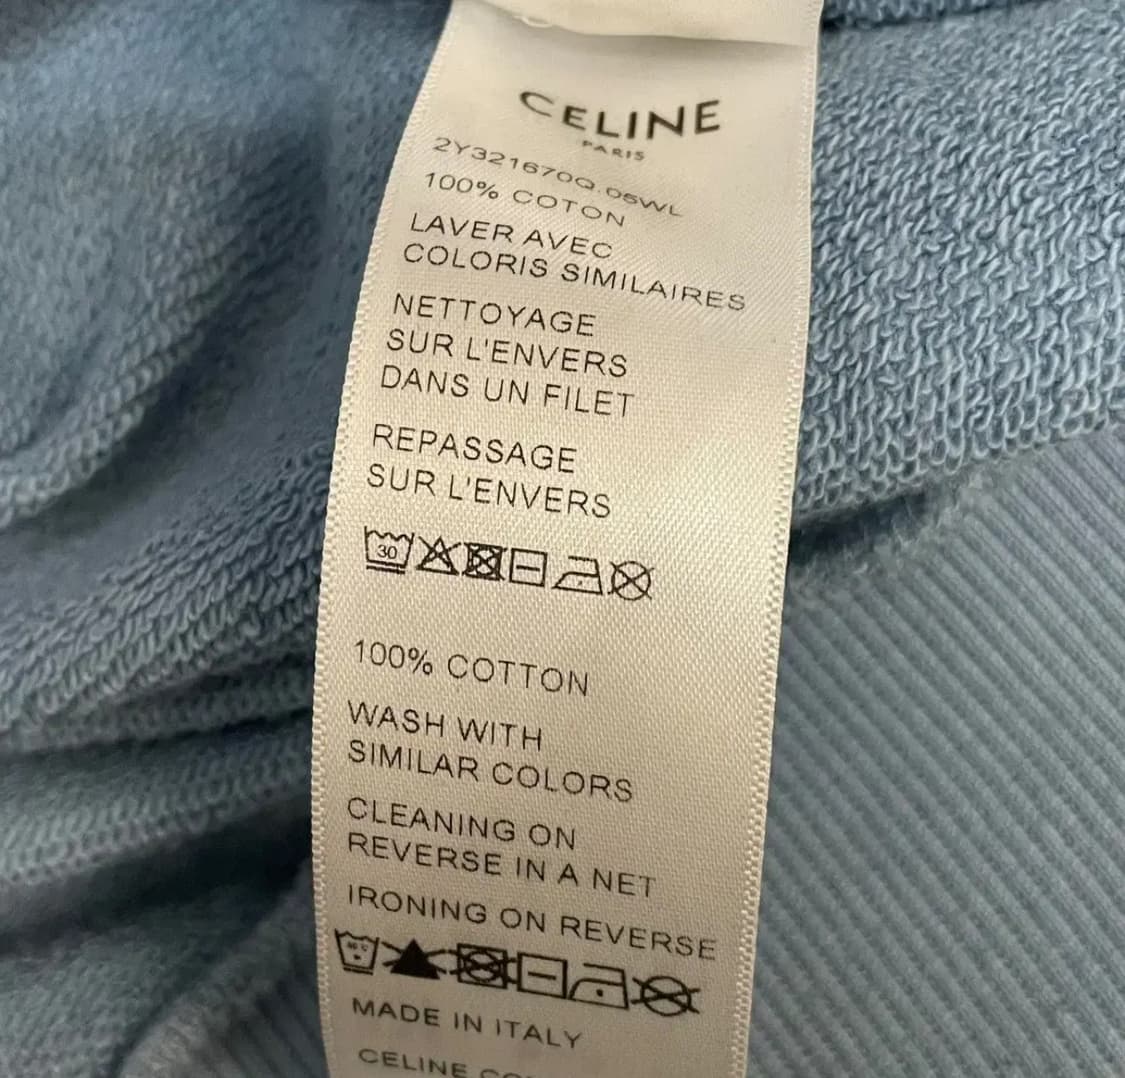 CELINE
PARIS
2Y321670Q.05WL
100% COTON
LAVER AVEC
COLORIS SIMILAIRES
NETTOYAGE
SUR L'ENVERS
DANS UN FILET
REPASSAGE
SUR L'ENVERS
30
100% COTTON
WASH WITH
SIMILAR COLORS
CLEANING ON
REVERSE IN A NET
IRONING ON REVERSE
MADE IN ITALY
CELINE